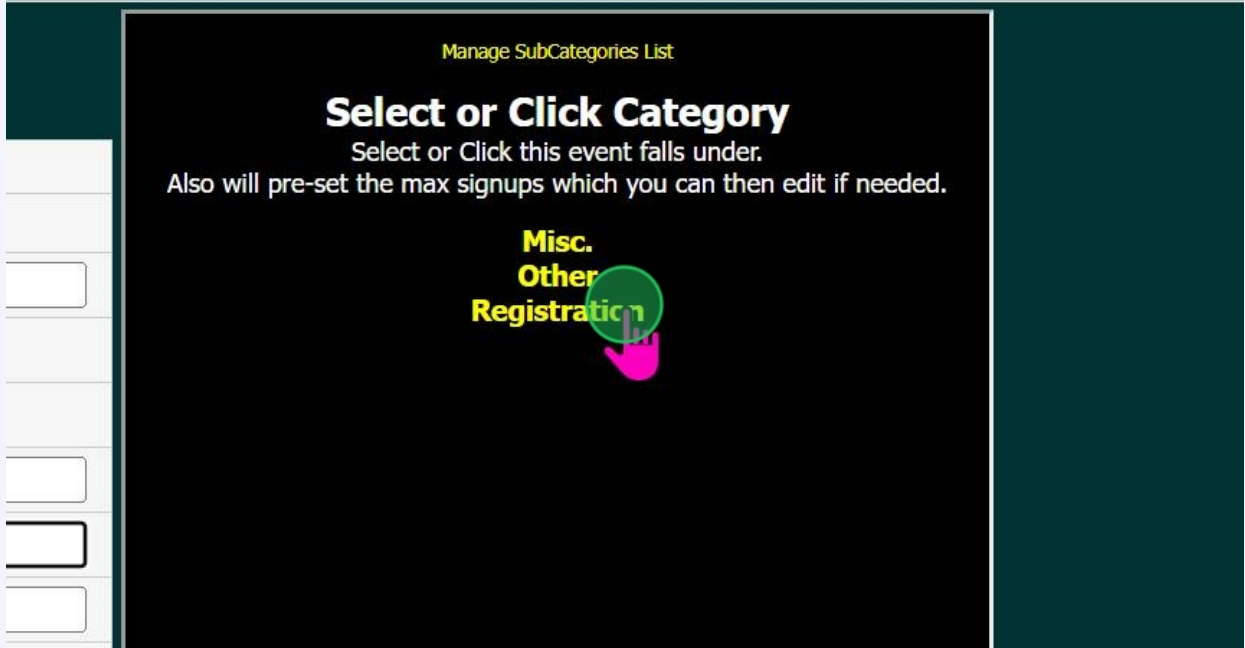 Manage SubCategories List
Select or Click Category
Select or Click this event falls under.
Also will pre-set the max signups which you can then edit if needed.
Misc.
Other
Registration